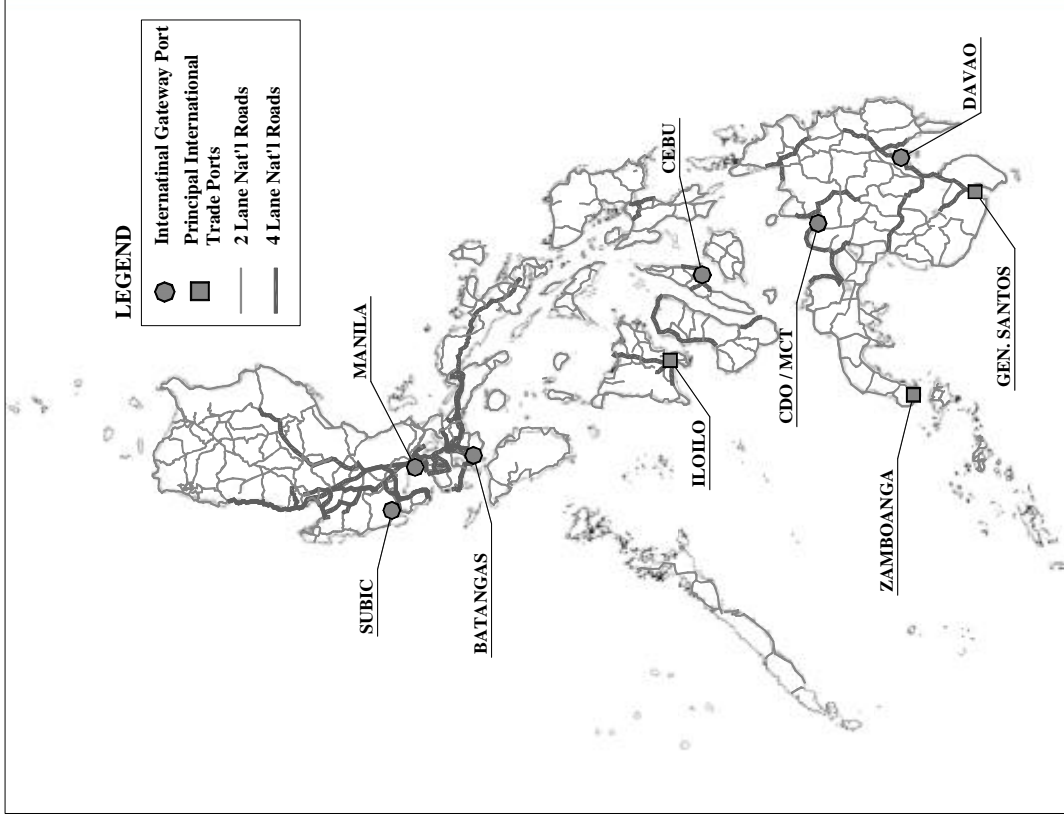 LEGEND
Internatinal Gateway Port
Principal International
Trade Ports
2 Lane Nat'l Roads
4 Lane Nat'l Roads
MANILA
SUBIC
BATANGAS
CEBU
ILOILO
CDO / MCT
DAVAO
ZAMBOANGA
GEN. SANTOS